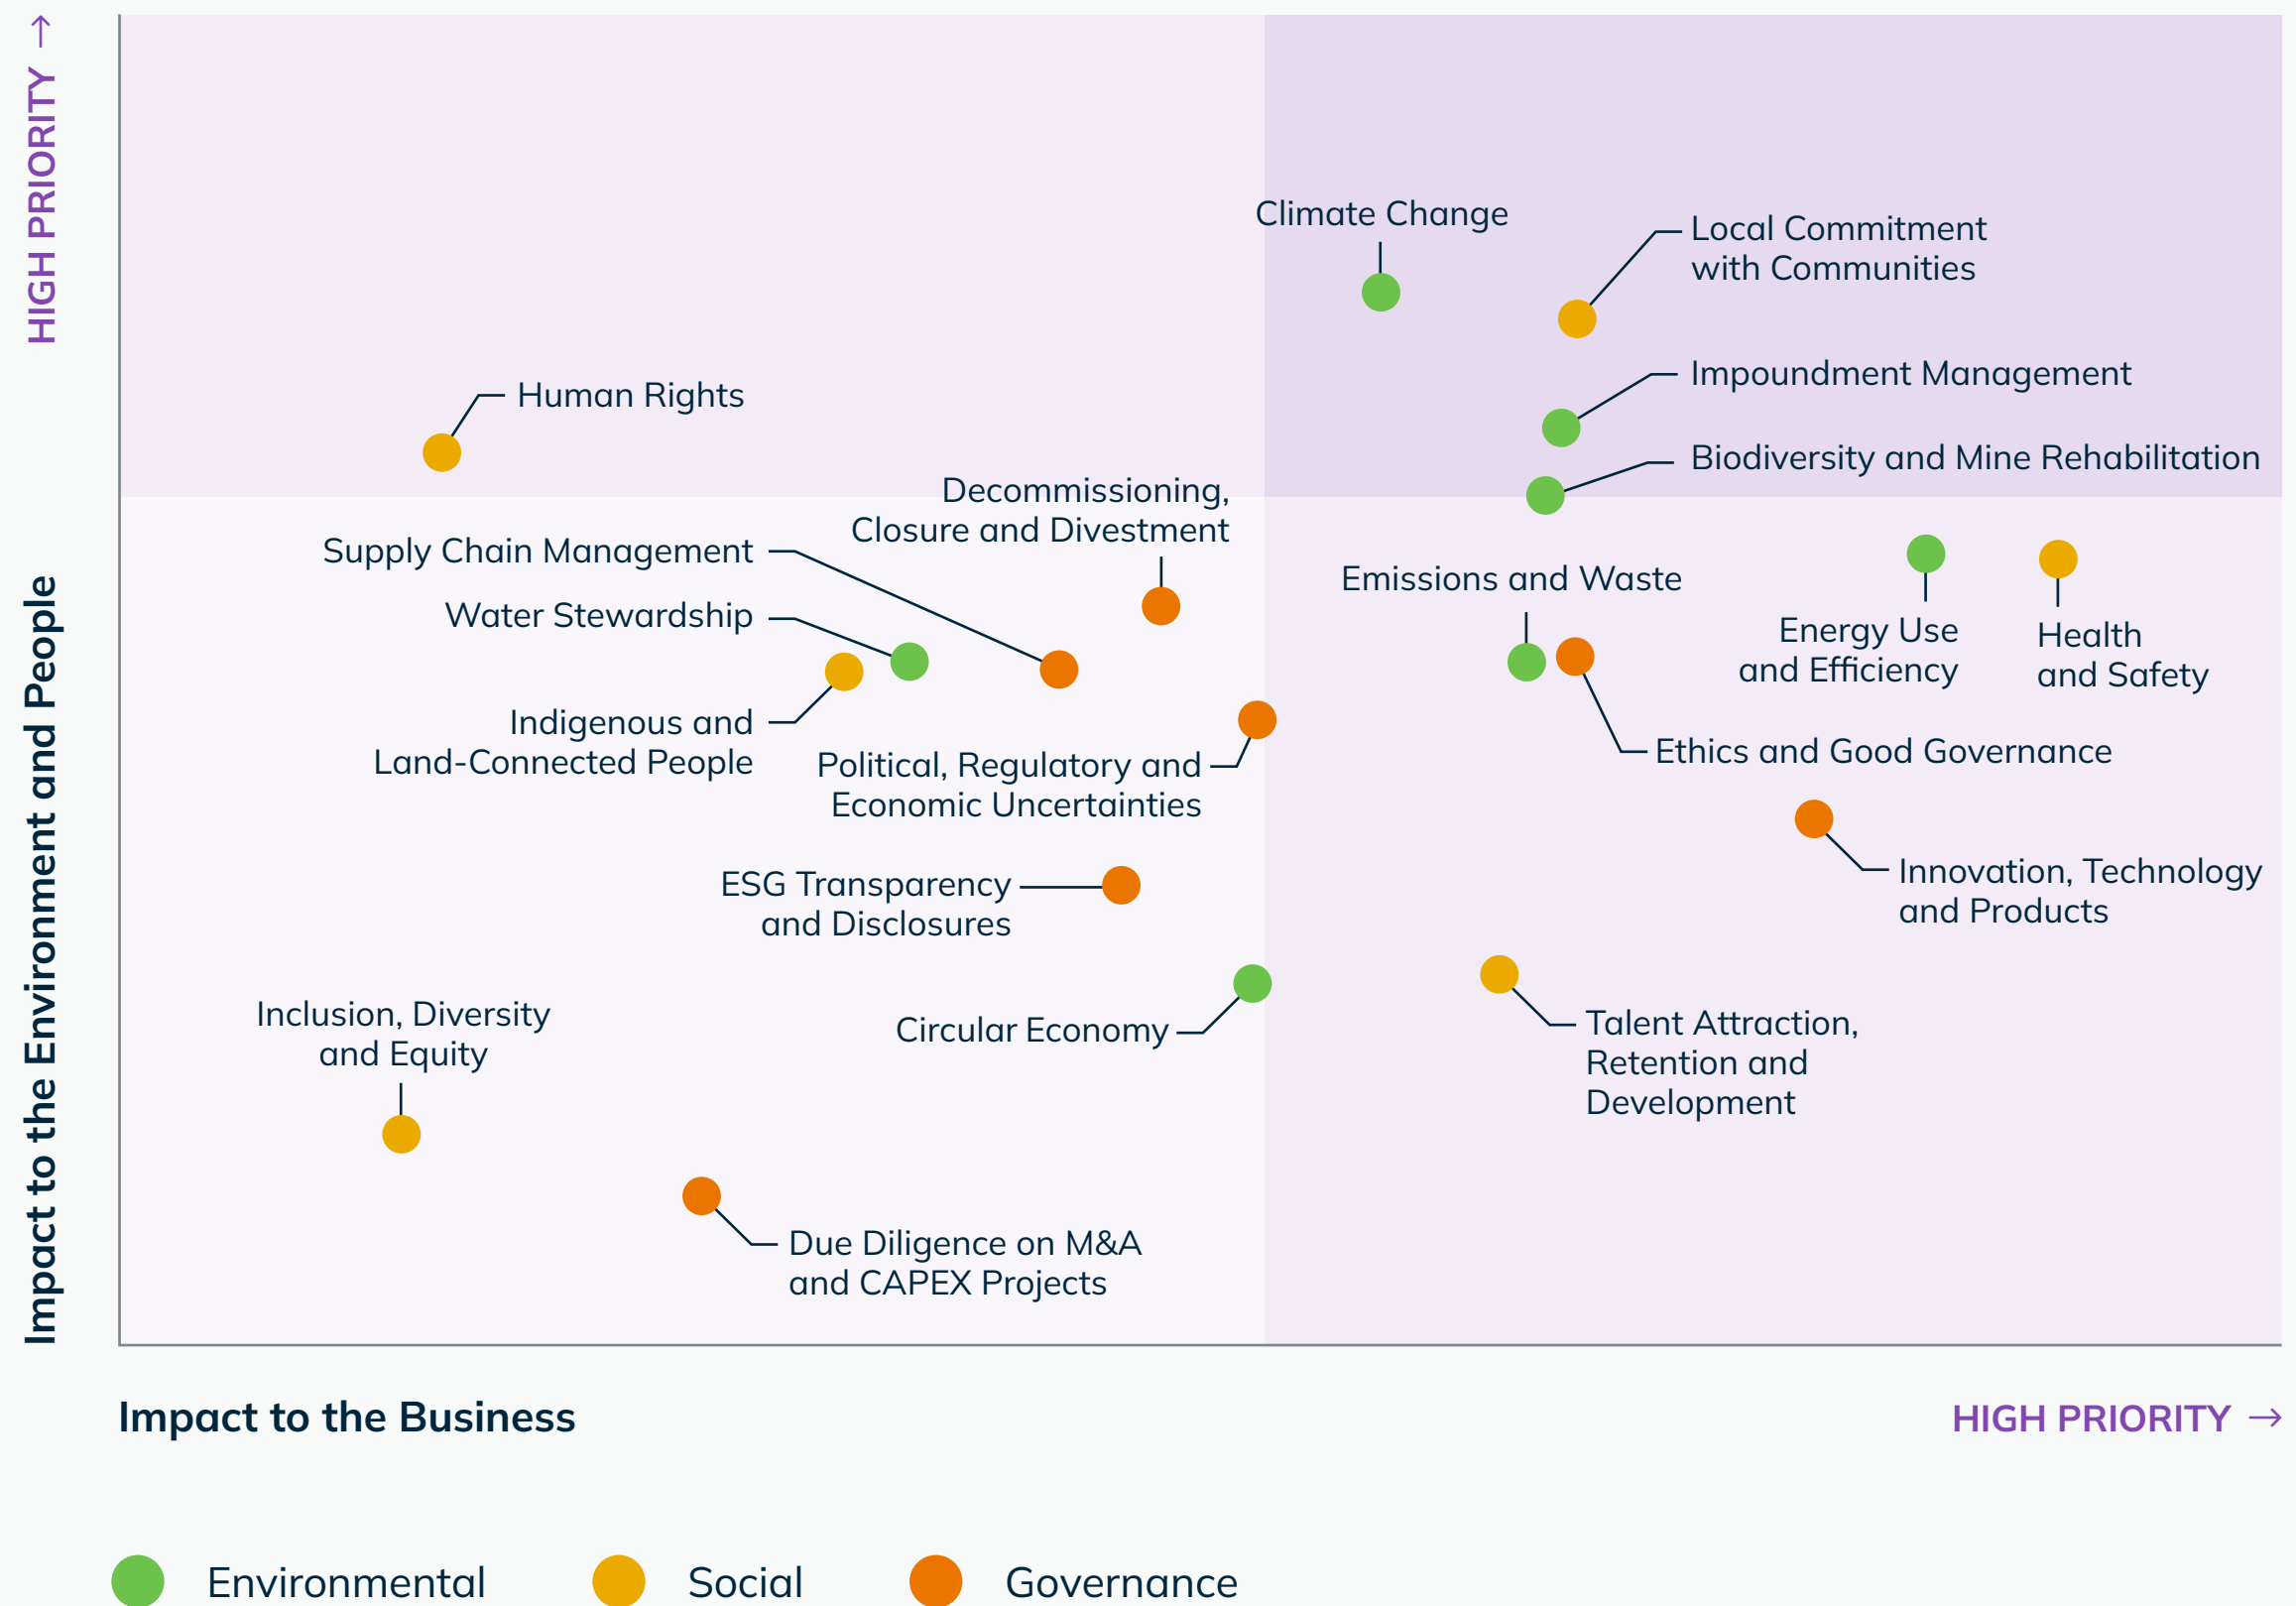 HIGH PRIORITY →
Impact to the Environment and People
Climate Change
Local Commitment
with Communities
Impoundment Management
Human Rights
Biodiversity and Mine Rehabilitation
Decommissioning,
Closure and Divestment
Supply Chain Management
Emissions and Waste
Water Stewardship
Energy Use
and Efficiency
Health
and Safety
Indigenous and
Land-Connected People
Political, Regulatory and
Economic Uncertainties
Ethics and Good Governance
Innovation, Technology
and Products
ESG Transparency
and Disclosures
Inclusion, Diversity
and Equity
Circular Economy
Talent Attraction,
Retention and
Development
Due Diligence on M&A
and CAPEX Projects
Impact to the Business
HIGH PRIORITY →
Environmental
Social
Governance